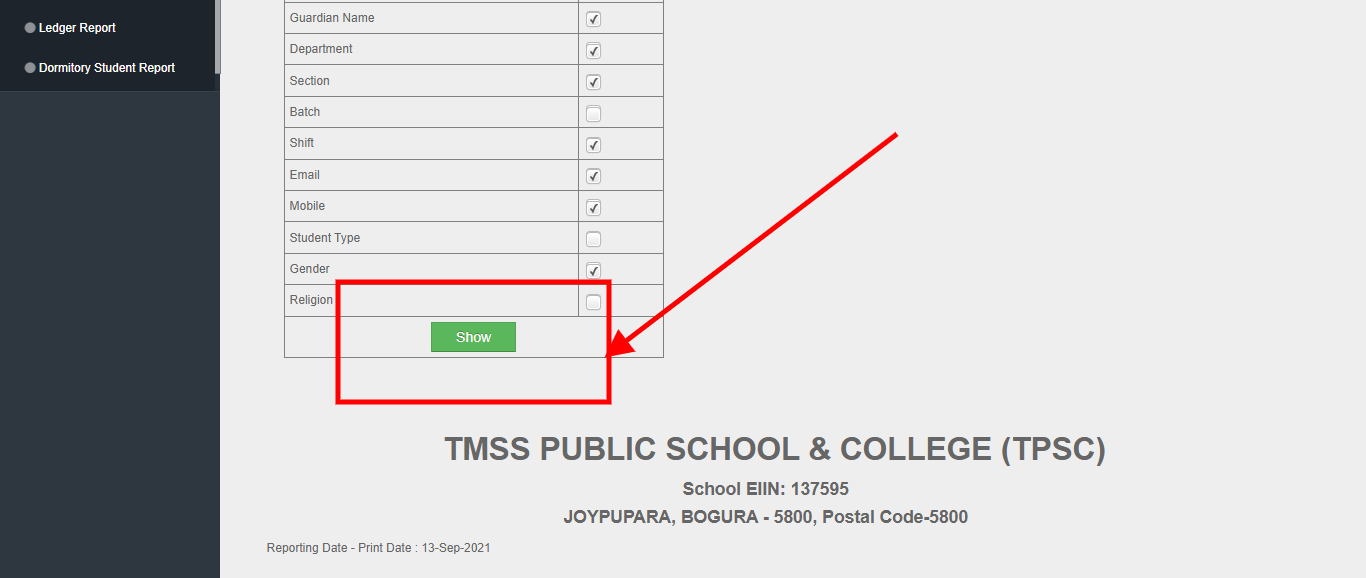 Ledger Report
Dormitory Student Report
Guardian Name
Department
Section
Batch
Shift
Email
Mobile
Student Type
Gender
Religion
Show
TMSS PUBLIC SCHOOL & COLLEGE (TPSC)
School EIIN: 137595
JOYPUPARA, BOGURA - 5800, Postal Code-5800
Reporting Date - Print Date : 13-Sep-2021